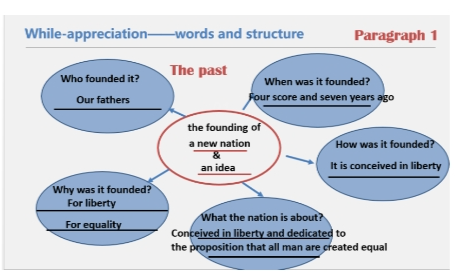 While-appreciation——words and structure
Paragraph 1
The past
Who founded it?
Our fathers
When was it founded?
Four score and seven years ago
the founding of
a new nation
&
an idea
How was it founded?
It is conceived in liberty
Why was it founded?
For liberty
For equality
What the nation is about?
Conceived in liberty and dedicated to
the proposition that all man are created equal